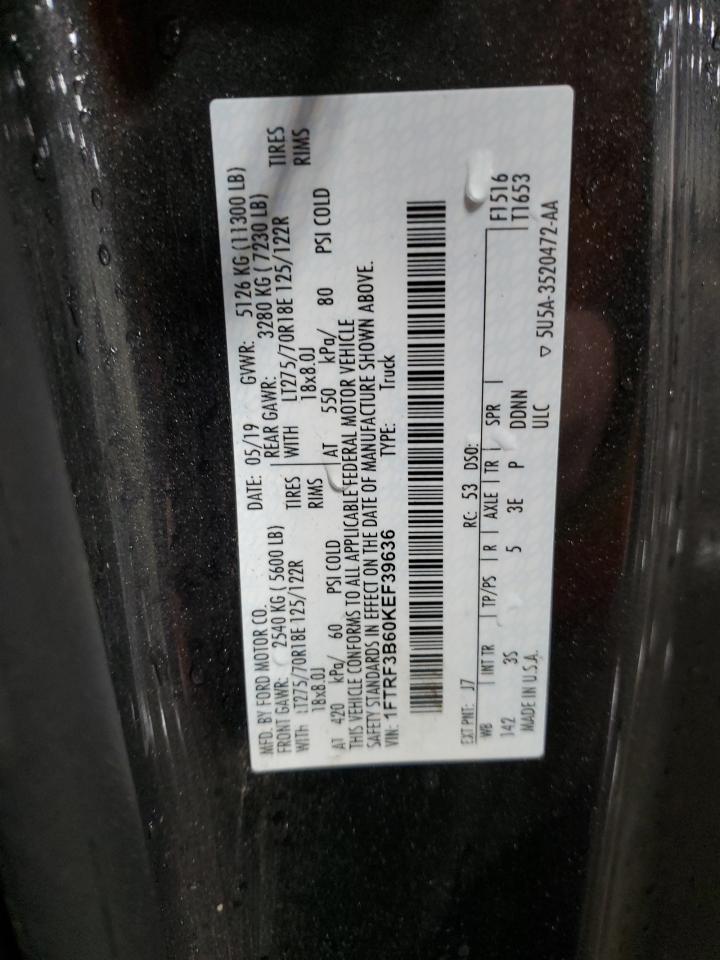 MFD. BY FORD MOTOR CO.
DATE: 05/19 GVWR: 5126 KG (11300 LB)
FRONT GAWR: 2540 KG (5600 LB) REAR GAWR: 3280 KG (7230 LB)
WITH LT275/70R18E 125/122R TIRES WITH LT275/70R18E 125/122R TIRES
18x8.0J RIMS 18x8.0J RIMS
AT 420 kPa/ 60 PSI COLD AT 550 kPa/ 80 PSI COLD
THIS VEHICLE CONFORMS TO ALL APPLICABLE FEDERAL MOTOR VEHICLE
SAFETY STANDARDS IN EFFECT ON THE DATE OF MANUFACTURE SHOWN ABOVE.
VIN: 1FTRF3B60KEF39636 TYPE: Truck
EXT PNT: J7 RC: 53 DSO:
WB INT TR TP/PS R AXLE TR SPR F1516
142 3S 5 3E P DDNN T1653
MADE IN U.S.A. ULC
▽ 5U5A-3520472-AA